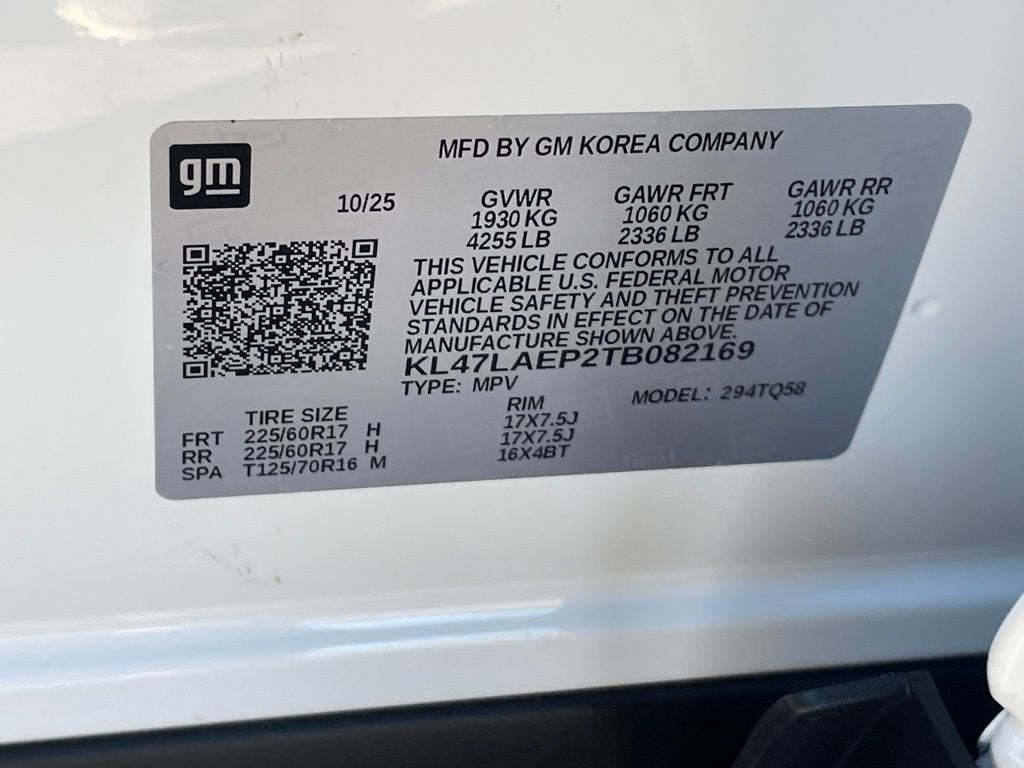 gm
MFD BY GM KOREA COMPANY
10/25
GVWR
1930 KG
4255 LB
GAWR FRT
1060 KG
2336 LB
GAWR RR
1060 KG
2336 LB
THIS VEHICLE CONFORMS TO ALL
APPLICABLE U.S. FEDERAL MOTOR
VEHICLE SAFETY AND THEFT PREVENTION
STANDARDS IN EFFECT ON THE DATE OF
MANUFACTURE SHOWN ABOVE.
KL47LAEP2TB082169
TYPE: MPV
MODEL: 294TQ58
TIRE SIZE
RIM
FRT 225/60R17 H 17X7.5J
RR 225/60R17 H 17X7.5J
SPA T125/70R16 M 16X4BT